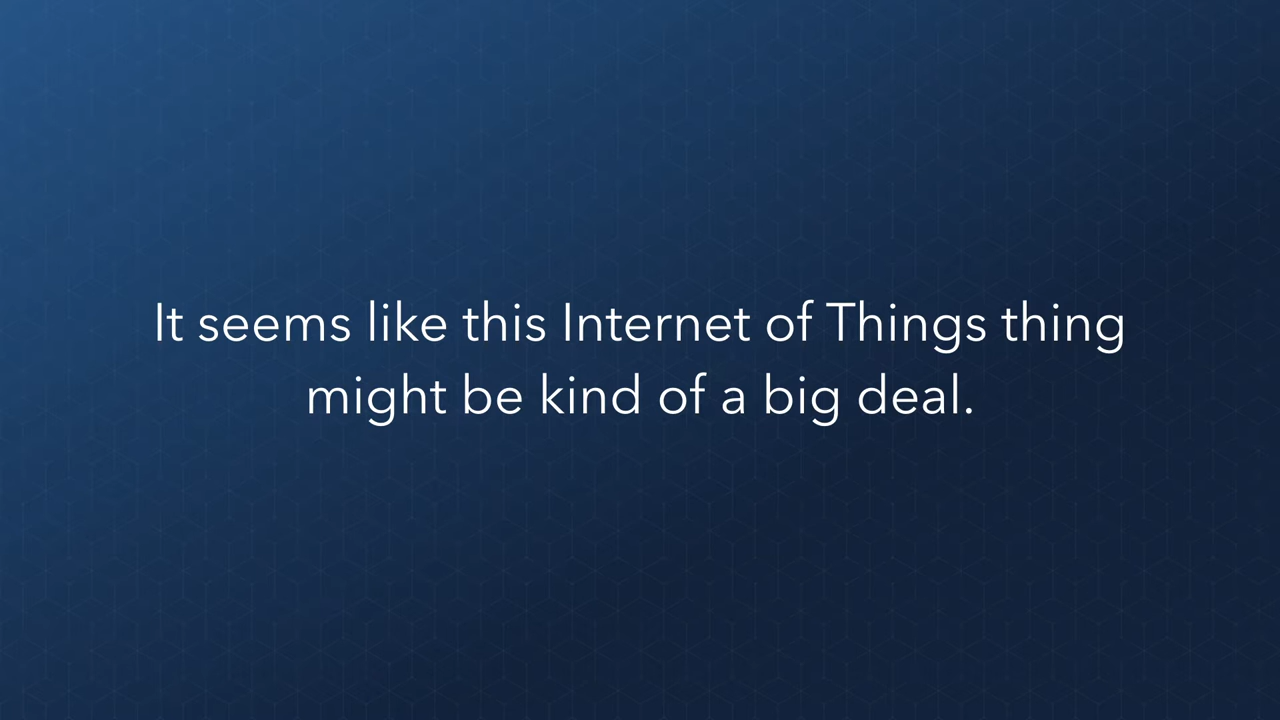 It seems like this Internet of Things thing
might be kind of a big deal.